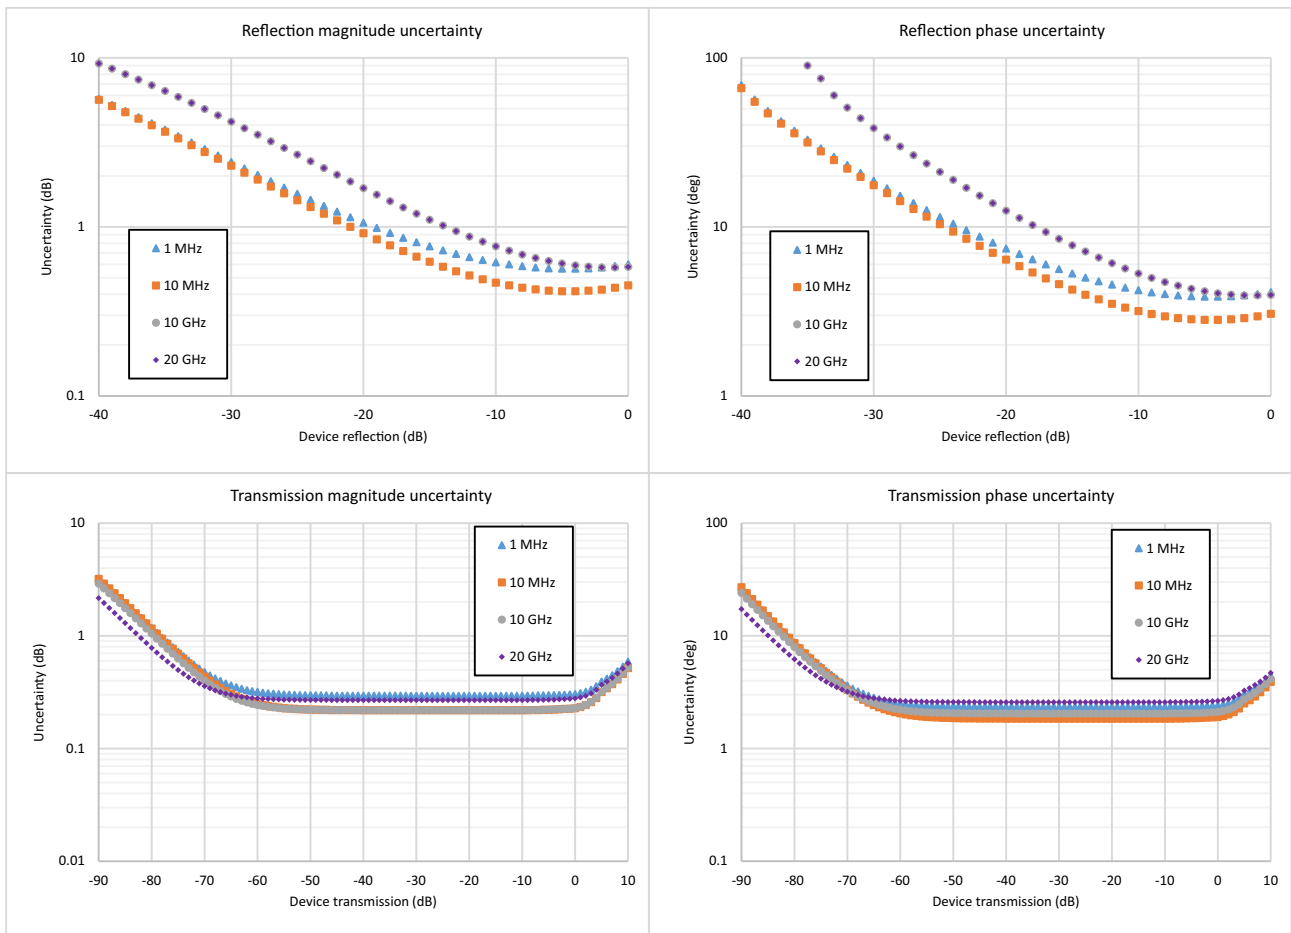 Reflection magnitude uncertainty
10
1
0.1
Uncertainty (dB)
1 MHz
10 MHz
10 GHz
20 GHz
-40 -30 -20 -10 0
Device reflection (dB)
Reflection phase uncertainty
100
10
1
Uncertainty (deg)
1 MHz
10 MHz
10 GHz
20 GHz
-40 -30 -20 -10 0
Device reflection (dB)
Transmission magnitude uncertainty
10
1
0.1
0.01
Uncertainty (dB)
1 MHz
10 MHz
10 GHz
20 GHz
-90 -80 -70 -60 -50 -40 -30 -20 -10 0 10
Device transmission (dB)
Transmission phase uncertainty
100
10
1
0.1
Uncertainty (deg)
1 MHz
10 MHz
10 GHz
20 GHz
-90 -80 -70 -60 -50 -40 -30 -20 -10 0 10
Device transmission (dB)